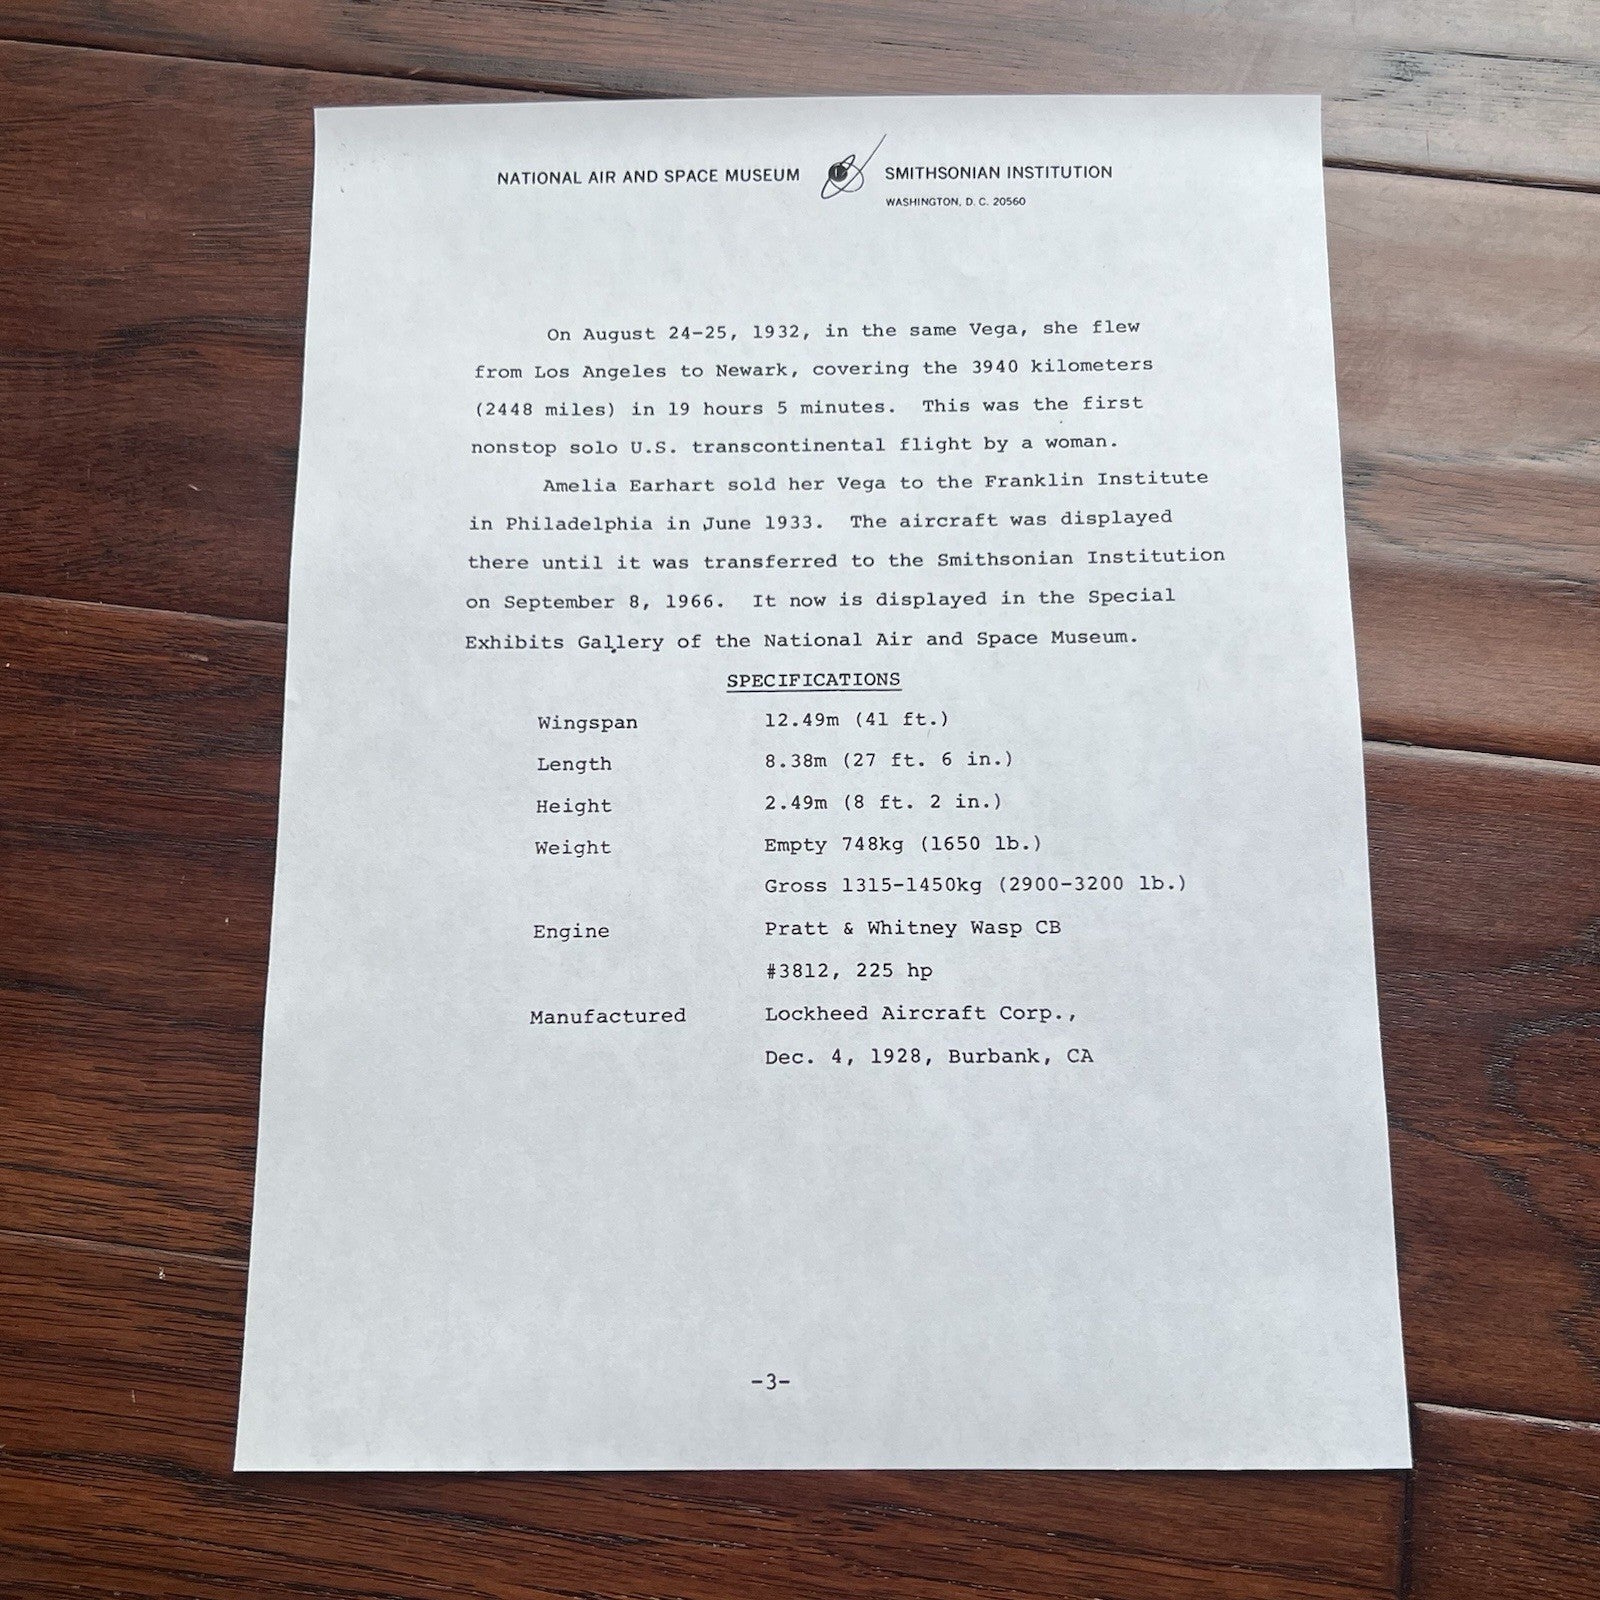 NATIONAL AIR AND SPACE MUSEUM SMITHSONIAN INSTITUTION
WASHINGTON, D. C. 20560
On August 24-25, 1932, in the same Vega, she flew
from Los Angeles to Newark, covering the 3940 kilometers
(2448 miles) in 19 hours 5 minutes. This was the first
nonstop solo U.S. transcontinental flight by a woman.
Amelia Earhart sold her Vega to the Franklin Institute
in Philadelphia in June 1933. The aircraft was displayed
there until it was transferred to the Smithsonian Institution
on September 8, 1966. It now is displayed in the Special
Exhibits Gallery of the National Air and Space Museum.
SPECIFICATIONS
Wingspan 12.49m (41 ft.)
Length 8.38m (27 ft. 6 in.)
Height 2.49m (8 ft. 2 in.)
Weight Empty 748kg (1650 lb.)
Gross 1315-1450kg (2900-3200 lb.)
Engine Pratt & Whitney Wasp CB
#3812, 225 hp
Manufactured Lockheed Aircraft Corp.,
Dec. 4, 1928, Burbank, CA
-3-